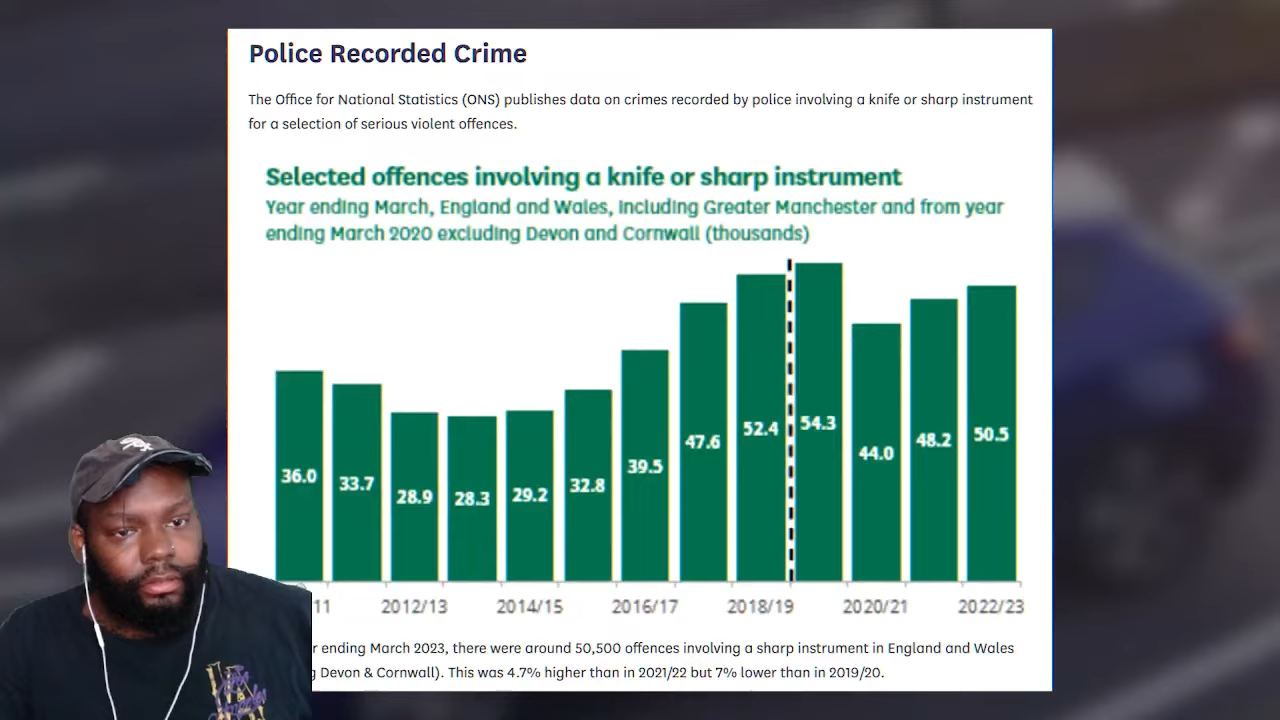 Police Recorded Crime
The Office for National Statistics (ONS) publishes data on crimes recorded by police involving a knife or sharp instrument
for a selection of serious violent offences.
Selected offences involving a knife or sharp instrument
Year ending March, England and Wales, including Greater Manchester and from year
ending March 2020 excluding Devon and Cornwall (thousands)
36.0 33.7 28.9 28.3 29.2 32.8 39.5 47.6 52.4 54.3 44.0 48.2 50.5
11 2012/13 2014/15 2016/17 2018/19 2020/21 2022/23
ending March 2023, there were around 50,500 offences involving a sharp instrument in England and Wales
Devon & Cornwall). This was 4.7% higher than in 2021/22 but 7% lower than in 2019/20.